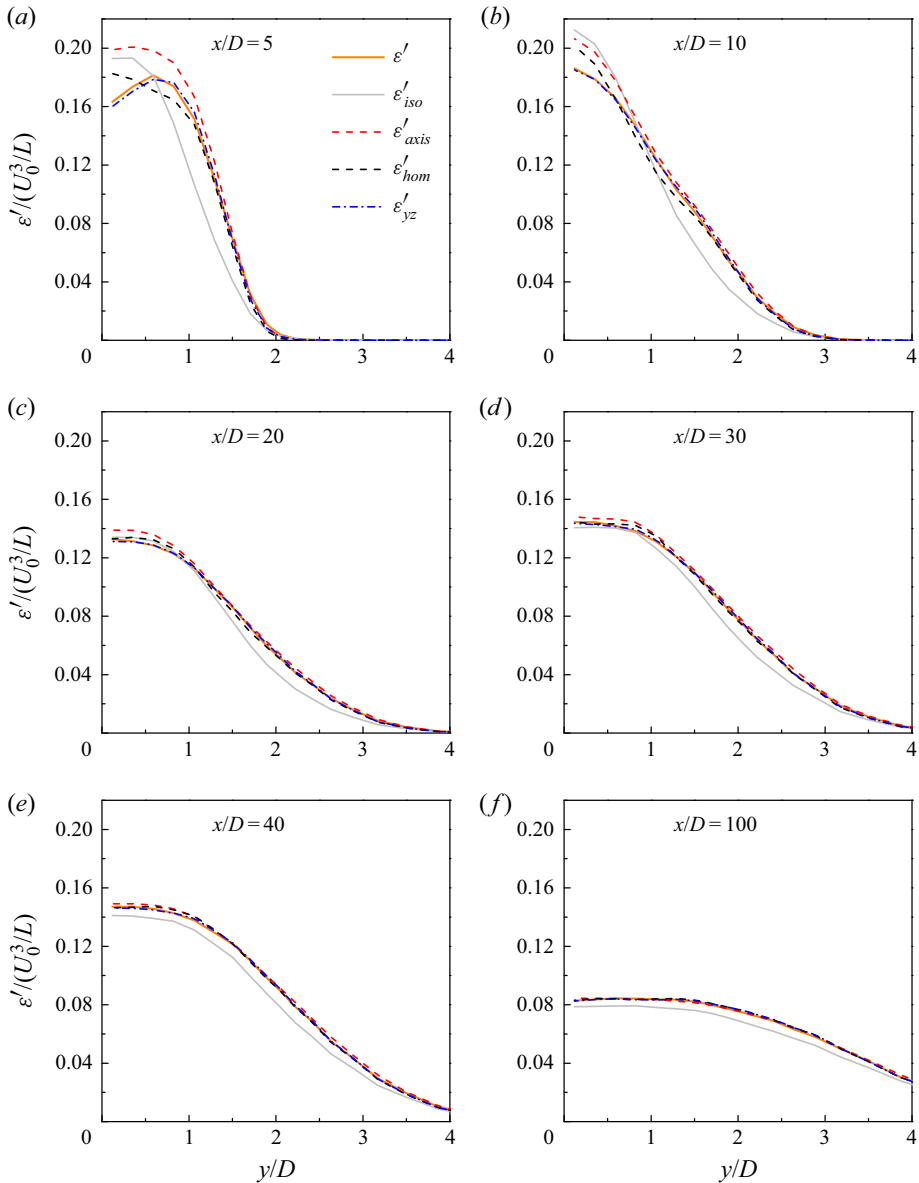 (a)
x/D = 5
ε′
ε′iso
ε′axis
ε′hom
ε′yz
0.20
0.16
0.12
0.08
0.04
0 1 2 3 4
ε′/(U₀³/L)
(b)
x/D = 10
0.20
0.16
0.12
0.08
0.04
0 1 2 3 4
(c)
x/D = 20
0.20
0.16
0.12
0.08
0.04
0 1 2 3 4
ε′/(U₀³/L)
(d)
x/D = 30
0.20
0.16
0.12
0.08
0.04
0 1 2 3 4
(e)
x/D = 40
0.20
0.16
0.12
0.08
0.04
0 1 2 3 4
ε′/(U₀³/L)
y/D
(f)
x/D = 100
0.20
0.16
0.12
0.08
0.04
0 1 2 3 4
y/D